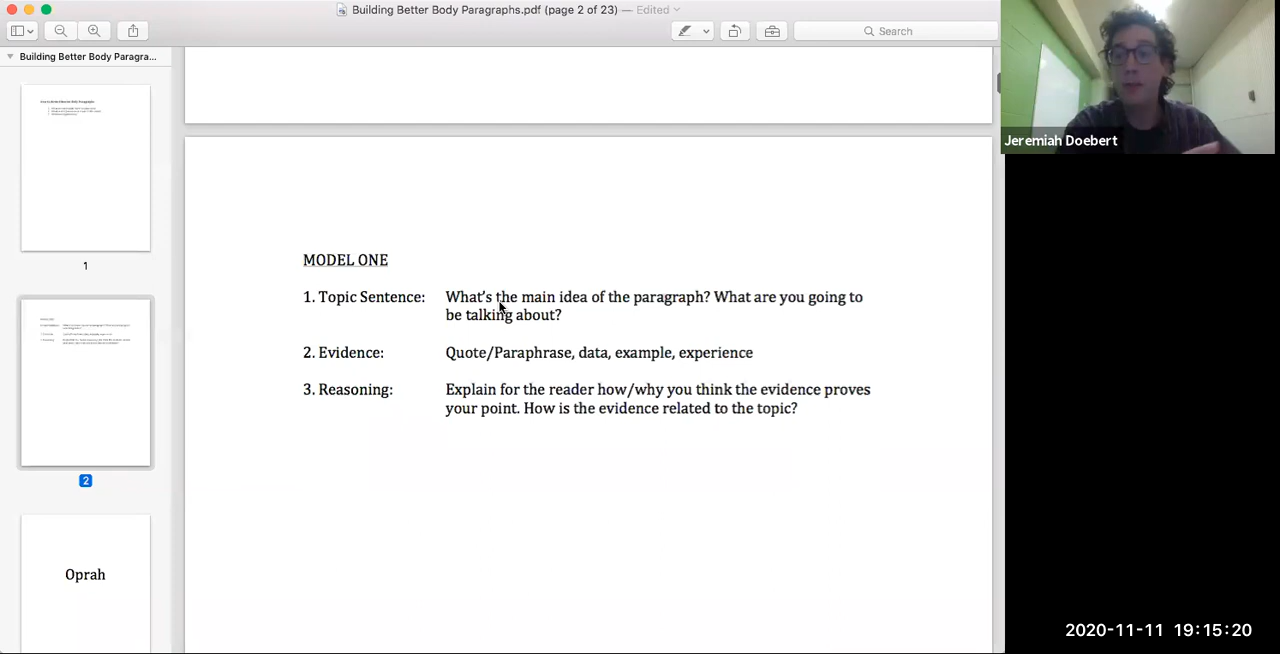 Building Better Body Paragraphs.pdf (page 2 of 23) — Edited
Search
Building Better Body Paragra...
1
2
Oprah
MODEL ONE
1. Topic Sentence: What's the main idea of the paragraph? What are you going to
be talking about?
2. Evidence: Quote/Paraphrase, data, example, experience
3. Reasoning: Explain for the reader how/why you think the evidence proves
your point. How is the evidence related to the topic?
Jeremiah Doebert
2020-11-11 19:15:20